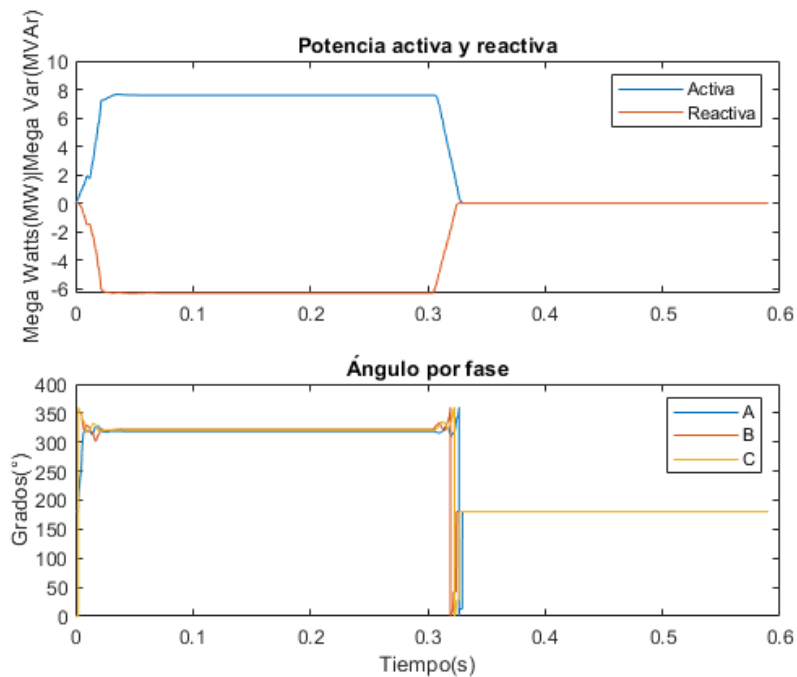 Potencia activa y reactiva
Mega Watts(MW)|Mega Var(MVAr)
10
8
6
4
2
0
-2
-4
-6
Activa
Reactiva
0 0.1 0.2 0.3 0.4 0.5 0.6
Ángulo por fase
Grados(°)
400
350
300
250
200
150
100
50
0
A
B
C
0 0.1 0.2 0.3 0.4 0.5 0.6
Tiempo(s)